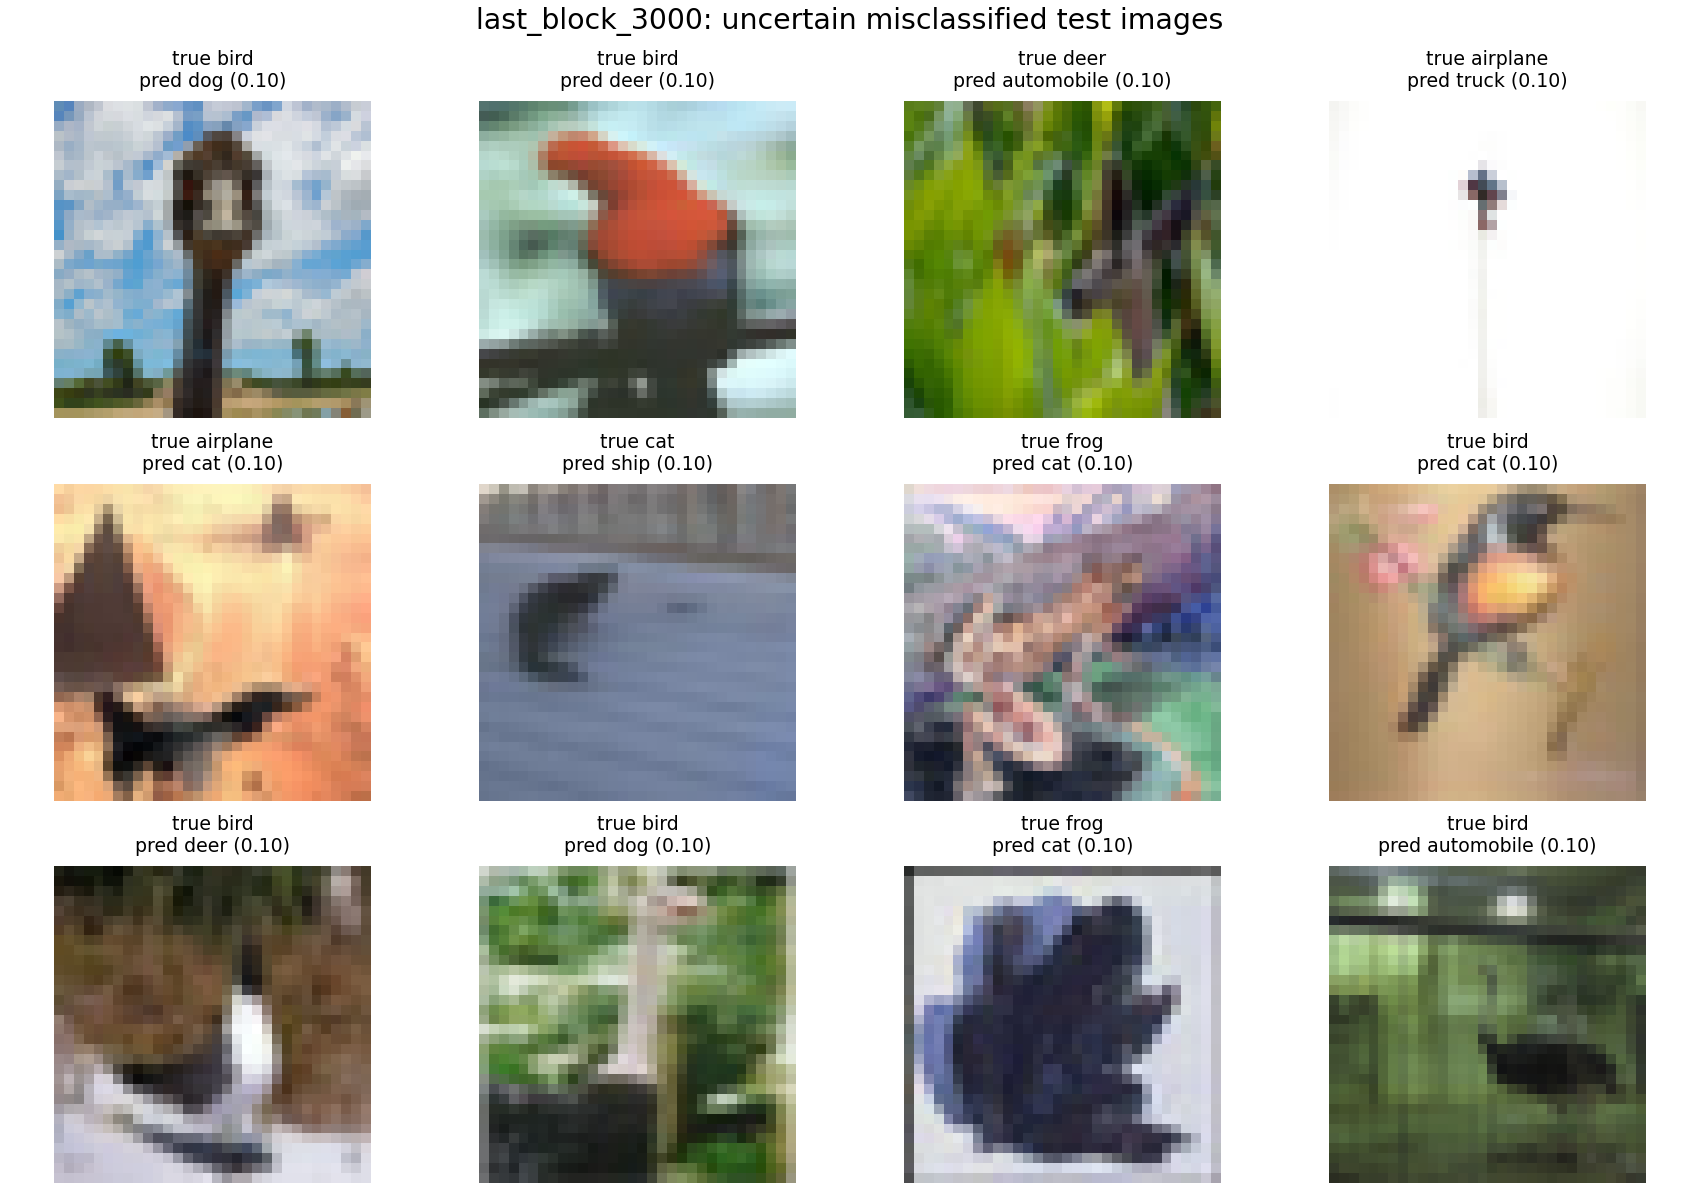 last_block_3000: uncertain misclassified test images
true bird
pred dog (0.10)
true bird
pred deer (0.10)
true deer
pred automobile (0.10)
true airplane
pred truck (0.10)
true airplane
pred cat (0.10)
true cat
pred ship (0.10)
true frog
pred cat (0.10)
true bird
pred cat (0.10)
true bird
pred deer (0.10)
true bird
pred dog (0.10)
true frog
pred cat (0.10)
true bird
pred automobile (0.10)